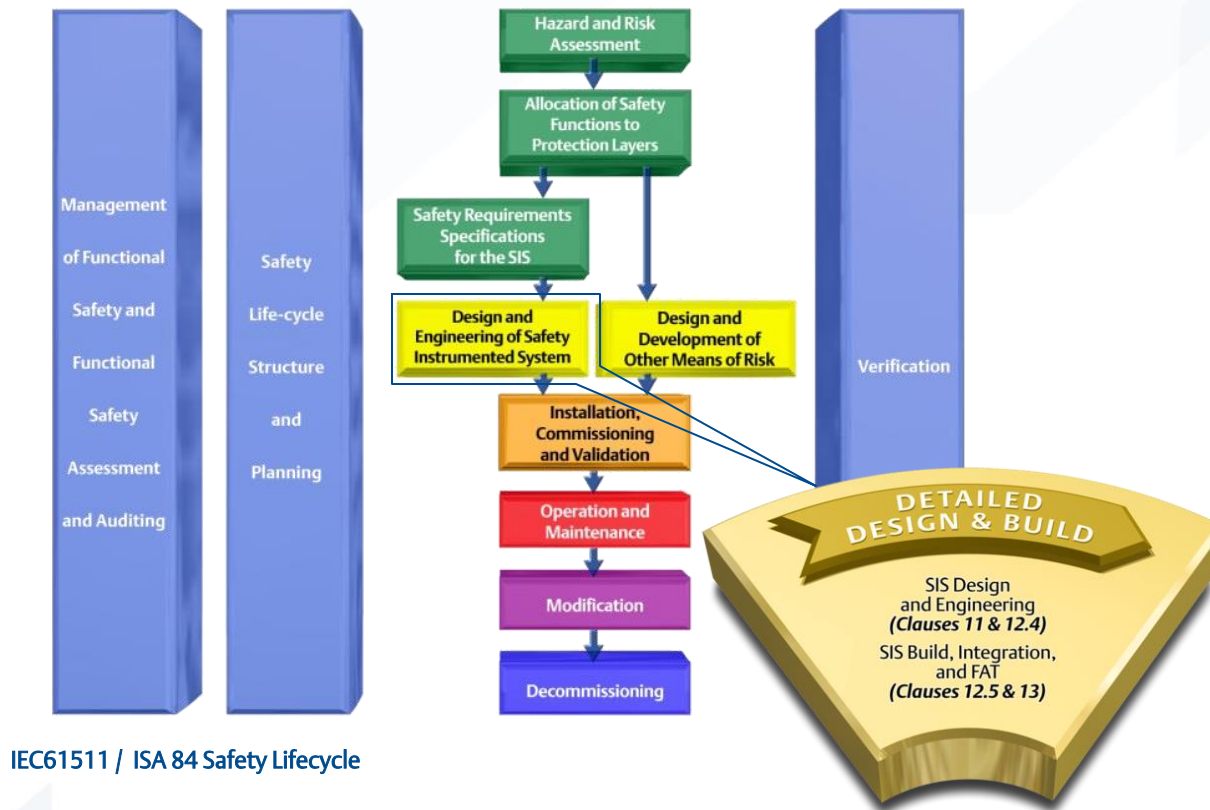 Management
of Functional
Safety and
Functional
Safety
Assessment
and Auditing
Safety
Life-cycle
Structure
and
Planning
Hazard and Risk
Assessment
Allocation of Safety
Functions to
Protection Layers
Safety Requirements
Specifications
for the SIS
Design and
Engineering of Safety
Instrumented System
Design and
Development of
Other Means of Risk
Installation,
Commissioning
and Validation
Operation and
Maintenance
Modification
Decommissioning
Verification
DETAILED
DESIGN & BUILD
SIS Design
and Engineering
(Clauses 11 & 12.4)
SIS Build, Integration,
and FAT
(Clauses 12.5 & 13)
IEC61511 / ISA 84 Safety Lifecycle